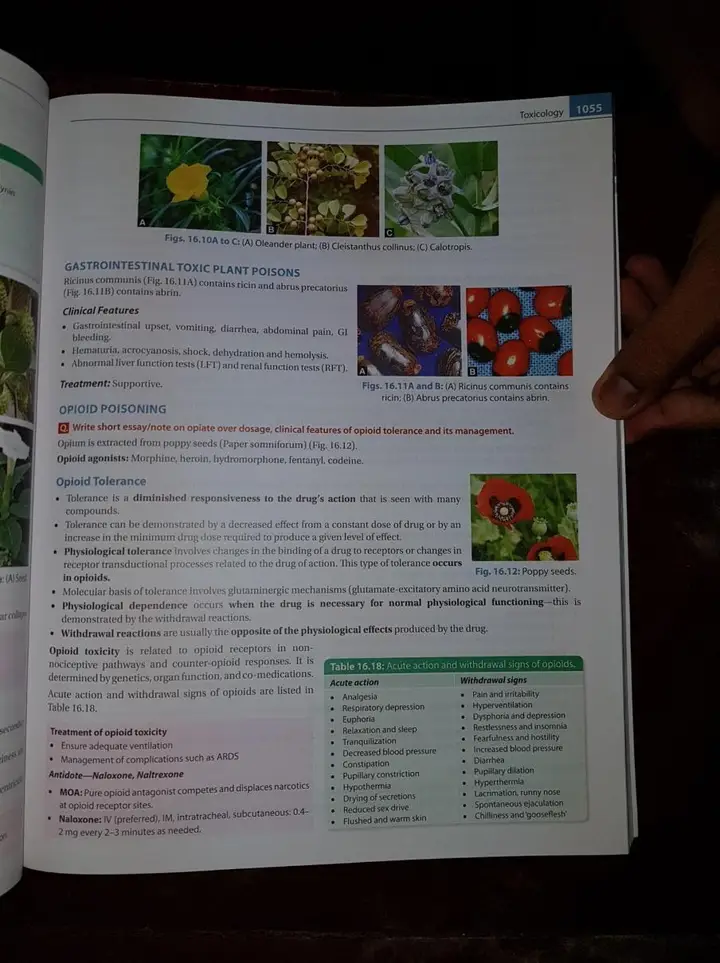 Toxicology 1055
A
B
C
Figs. 16.10A to C: (A) Oleander plant; (B) Cleistanthus collinus; (C) Calotropis.
GASTROINTESTINAL TOXIC PLANT POISONS
Ricinus communis (Fig. 16.11A) contains ricin and abrus precatorius
(Fig. 16.11B) contains abrin.
Clinical Features
• Gastrointestinal upset, vomiting, diarrhea, abdominal pain, GI
bleeding.
• Hematuria, acrocyanosis, shock, dehydration and hemolysis.
• Abnormal liver function tests (LFT) and renal function tests (RFT).
Treatment: Supportive.
A
B
Figs. 16.11A and B: (A) Ricinus communis contains
ricin; (B) Abrus precatorius contains abrin.
OPIOID POISONING
Q. Write short essay/note on opiate over dosage, clinical features of opioid tolerance and its management.
Opium is extracted from poppy seeds (Paper somniforum) (Fig. 16.12).
Opioid agonists: Morphine, heroin, hydromorphone, fentanyl, codeine.
Opioid Tolerance
• Tolerance is a diminished responsiveness to the drug's action that is seen with many
compounds.
• Tolerance can be demonstrated by a decreased effect from a constant dose of drug or by an
increase in the minimum drug dose required to produce a given level of effect.
• Physiological tolerance involves changes in the binding of a drug to receptors or changes in
receptor transductional processes related to the drug of action. This type of tolerance occurs
in opioids.
• Molecular basis of tolerance involves glutaminergic mechanisms (glutamate-excitatory amino acid neurotransmitter).
• Physiological dependence occurs when the drug is necessary for normal physiological functioning—this is
demonstrated by the withdrawal reactions.
• Withdrawal reactions are usually the opposite of the physiological effects produced by the drug.
Fig. 16.12: Poppy seeds.
Opioid toxicity is related to opioid receptors in non-
nociceptive pathways and counter-opioid responses. It is
determined by genetics, organ function, and co-medications.
Acute action and withdrawal signs of opioids are listed in
Table 16.18.
Treatment of opioid toxicity
• Ensure adequate ventilation
• Management of complications such as ARDS
Antidote—Naloxone, Naltrexone
• MOA: Pure opioid antagonist competes and displaces narcotics
at opioid receptor sites.
• Naloxone: IV (preferred), IM, intratracheal, subcutaneous: 0.4–
2 mg every 2–3 minutes as needed.
Table 16.18: Acute action and withdrawal signs of opioids.
Acute action Withdrawal signs
• Analgesia • Pain and irritability
• Respiratory depression • Hyperventilation
• Euphoria • Dysphoria and depression
• Relaxation and sleep • Restlessness and insomnia
• Tranquilization • Fearfulness and hostility
• Decreased blood pressure • Increased blood pressure
• Constipation • Diarrhea
• Pupillary constriction • Pupillary dilation
• Hypothermia • Hyperthermia
• Drying of secretions • Lacrimation, runny nose
• Reduced sex drive • Spontaneous ejaculation
• Flushed and warm skin • Chilliness and 'gooseflesh'